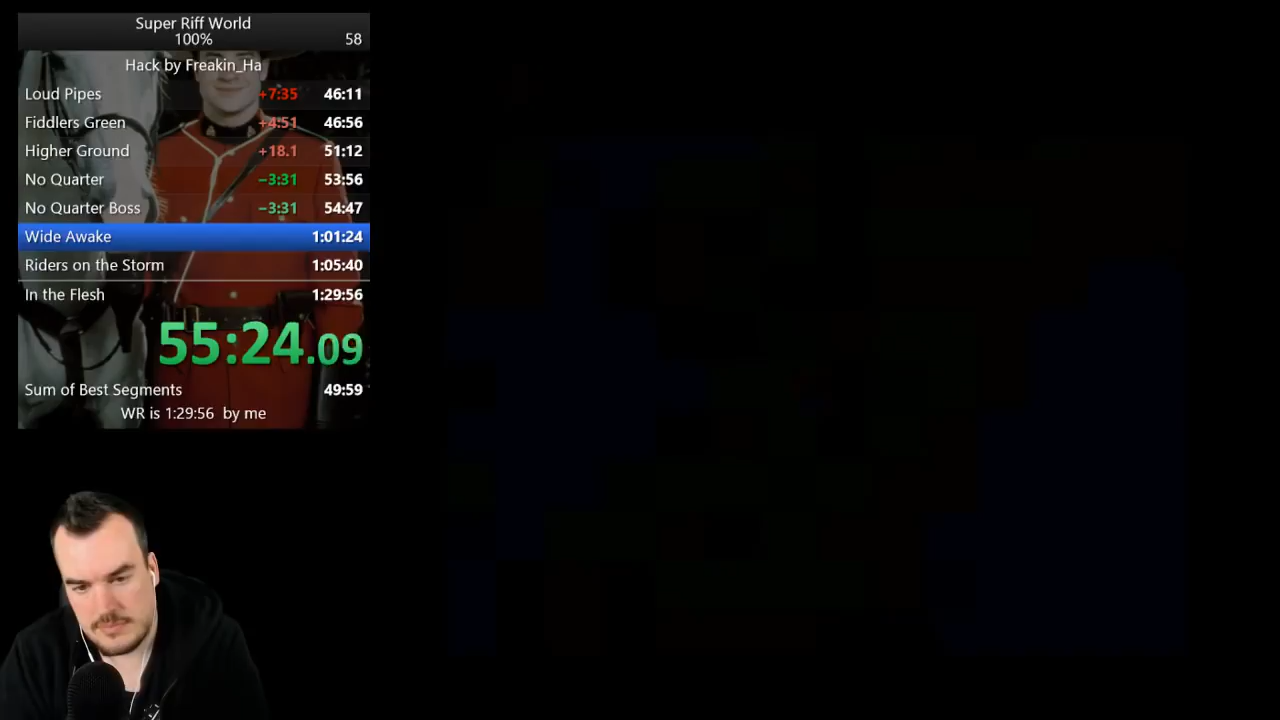 Super Riff World
100% 58
Hack by Freakin_Ha
Loud Pipes +7:35 46:11
Fiddlers Green +4:51 46:56
Higher Ground +18.1 51:12
No Quarter −3:31 53:56
No Quarter Boss −3:31 54:47
Wide Awake 1:01:24
Riders on the Storm 1:05:40
In the Flesh 1:29:56
55:24.09
Sum of Best Segments 49:59
WR is 1:29:56 by me